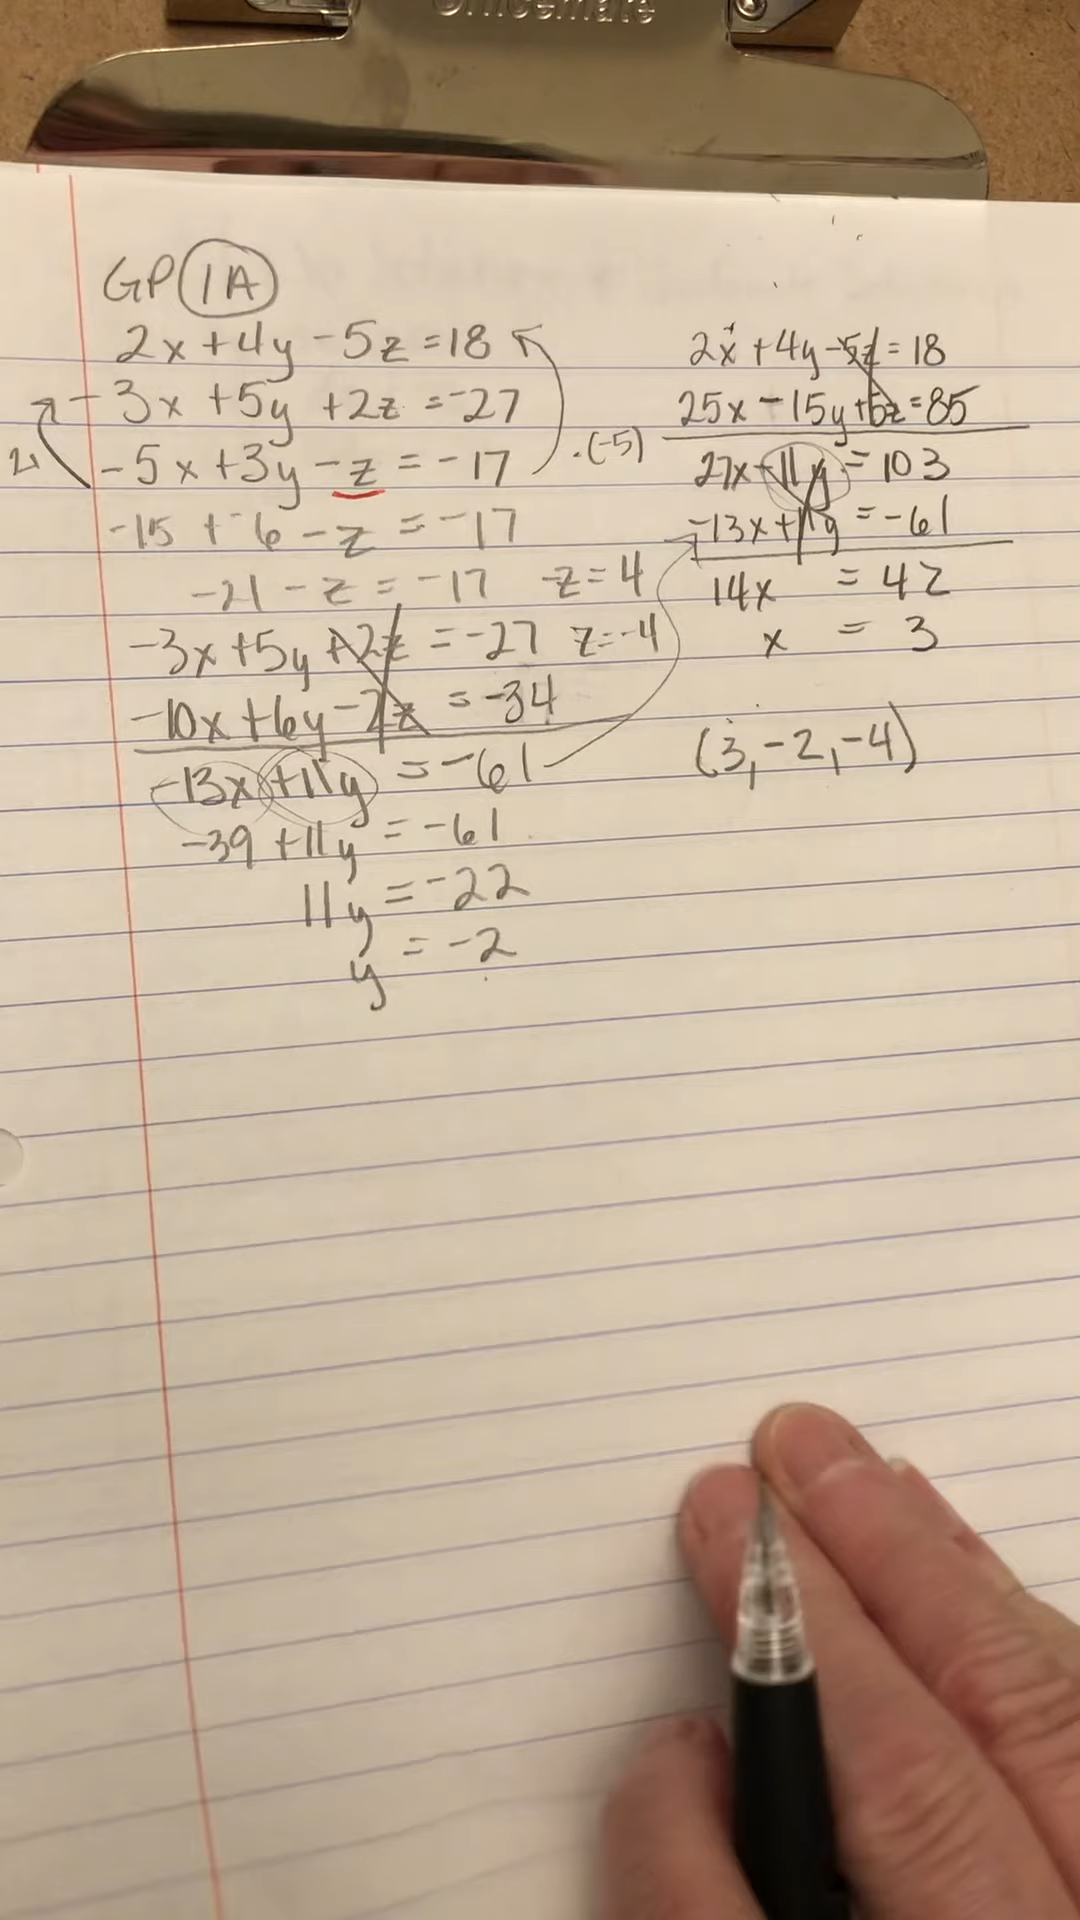 Officemate
GP 1A
2x + 4y - 5z = 18
- 3x + 5y + 2z = -27
2
- 5x + 3y - z = -17
·(-5)
-15 + -6 - z = -17
-21 - z = -17 -z = 4
-3x + 5y + 2z = -27 z = -4
-10x + 6y - 2z = -34
-13x + 11y = -61
-39 + 11y = -61
11y = -22
y = -2
2x + 4y - 5z = 18
25x - 15y + 5z = 85
27x - 11y = 103
-13x + 11y = -61
14x = 42
x = 3
(3, -2, -4)